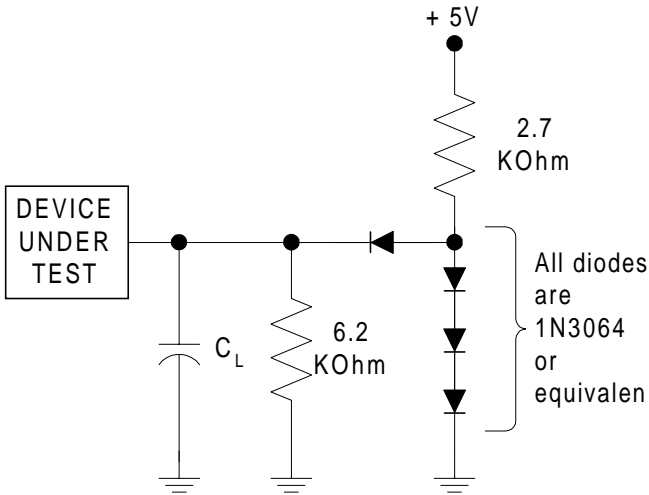 + 5V
2.7
KOhm
DEVICE
UNDER
TEST
C L
6.2
KOhm
All diodes
are
1N3064
or
equivalen